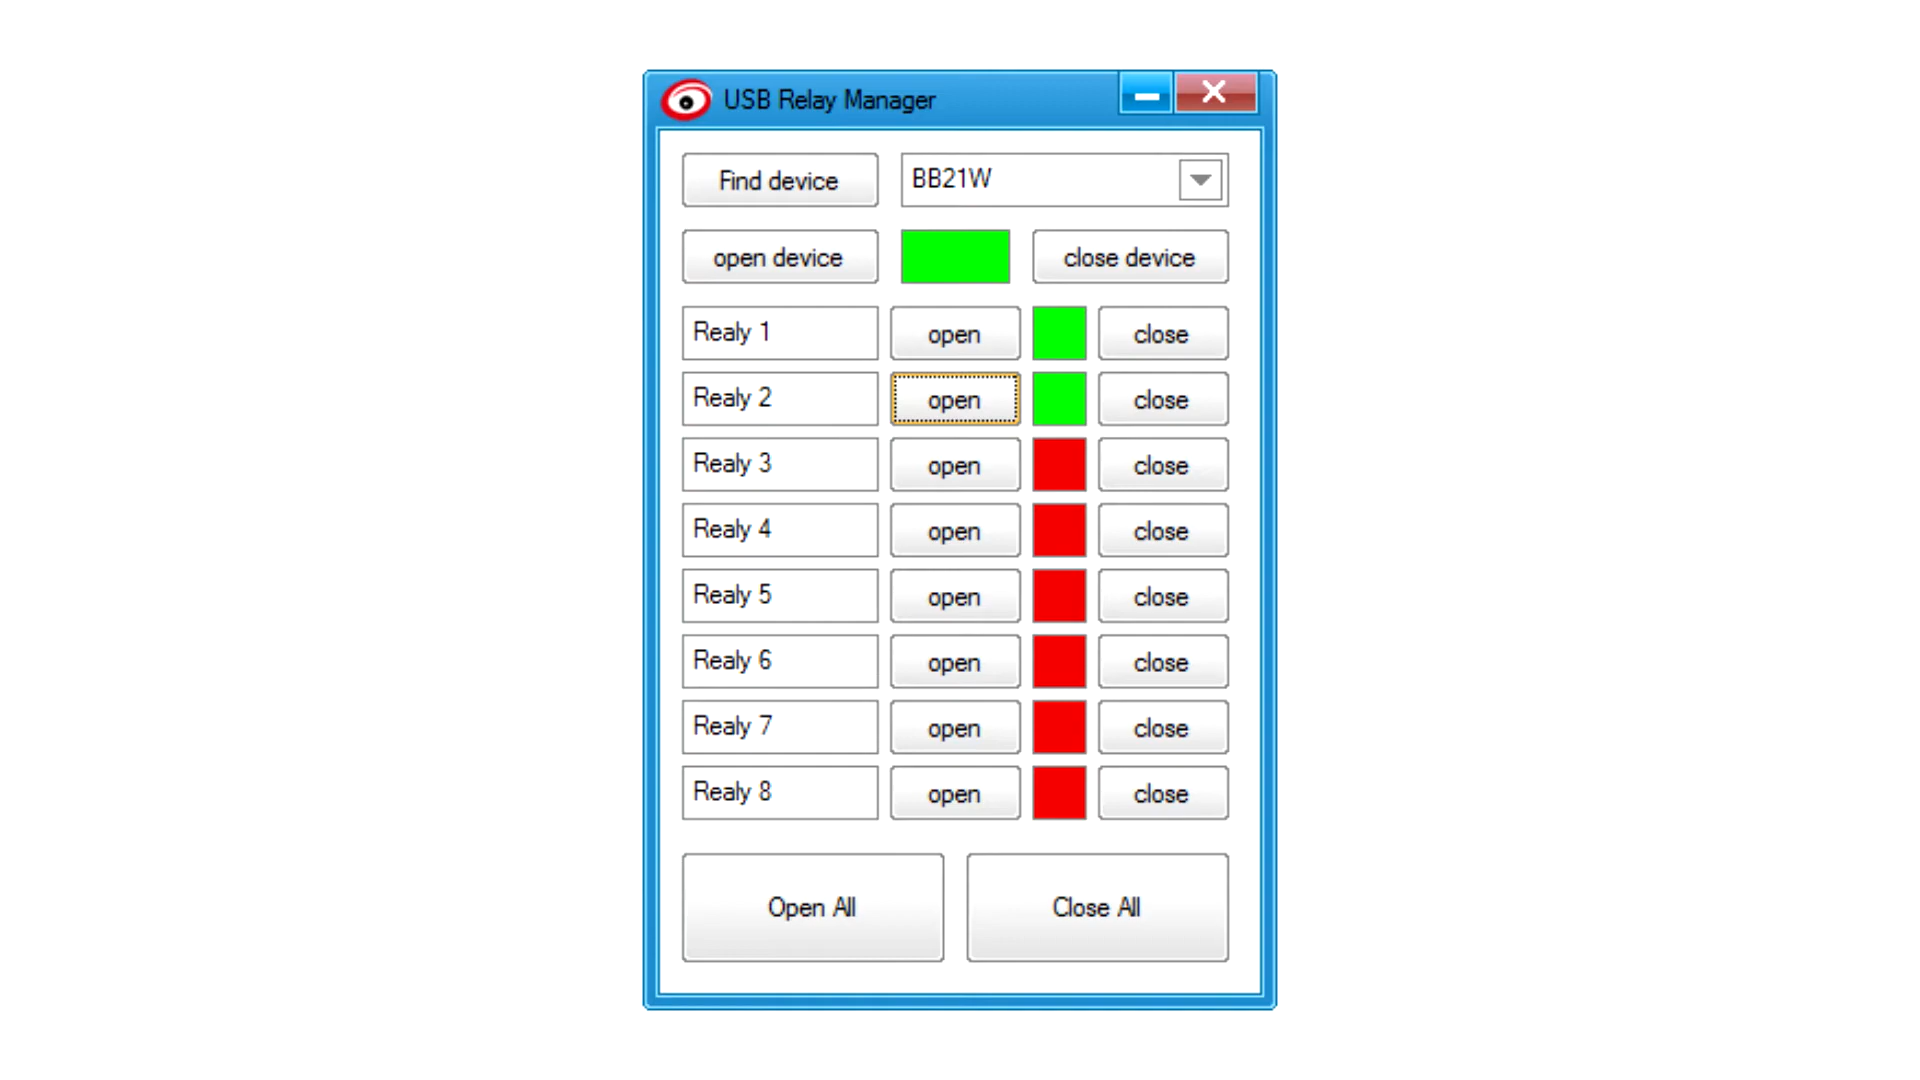 USB Relay Manager
Find device BB21W
open device close device
Realy 1 open close
Realy 2 open close
Realy 3 open close
Realy 4 open close
Realy 5 open close
Realy 6 open close
Realy 7 open close
Realy 8 open close
Open All Close All